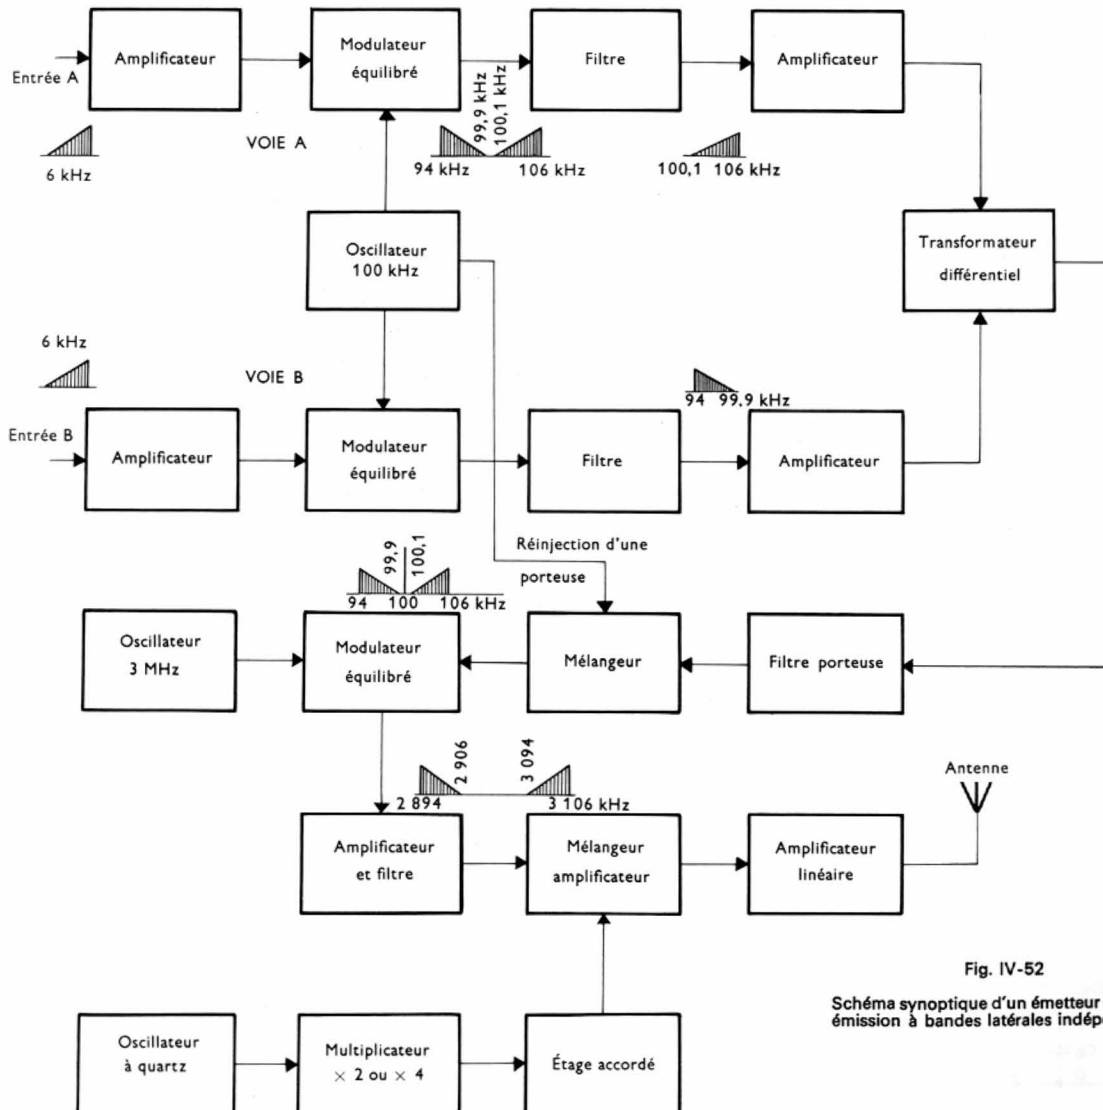 Amplificateur
Modulateur
équilibré
Filtre
Amplificateur
Entrée A
6 kHz
VOIE A
99,9 kHz
100,1 kHz
94 kHz
106 kHz
100,1 106 kHz
Oscillateur
100 kHz
Transformateur
différentiel
6 kHz
VOIE B
94 99,9 kHz
Entrée B
Amplificateur
Modulateur
équilibré
Filtre
Amplificateur
Réinjection d'une
porteuse
99,9
100,1
94 100 106 kHz
Oscillateur
3 MHz
Modulateur
équilibré
Mélangeur
Filtre porteuse
2 906
3 094
2 894
3 106 kHz
Antenne
Amplificateur
et filtre
Mélangeur
amplificateur
Amplificateur
linéaire
Fig. IV-52
Schéma synoptique d'un émetteur
émission à bandes latérales indép
Oscillateur
à quartz
Multiplicateur
× 2 ou × 4
Étage accordé